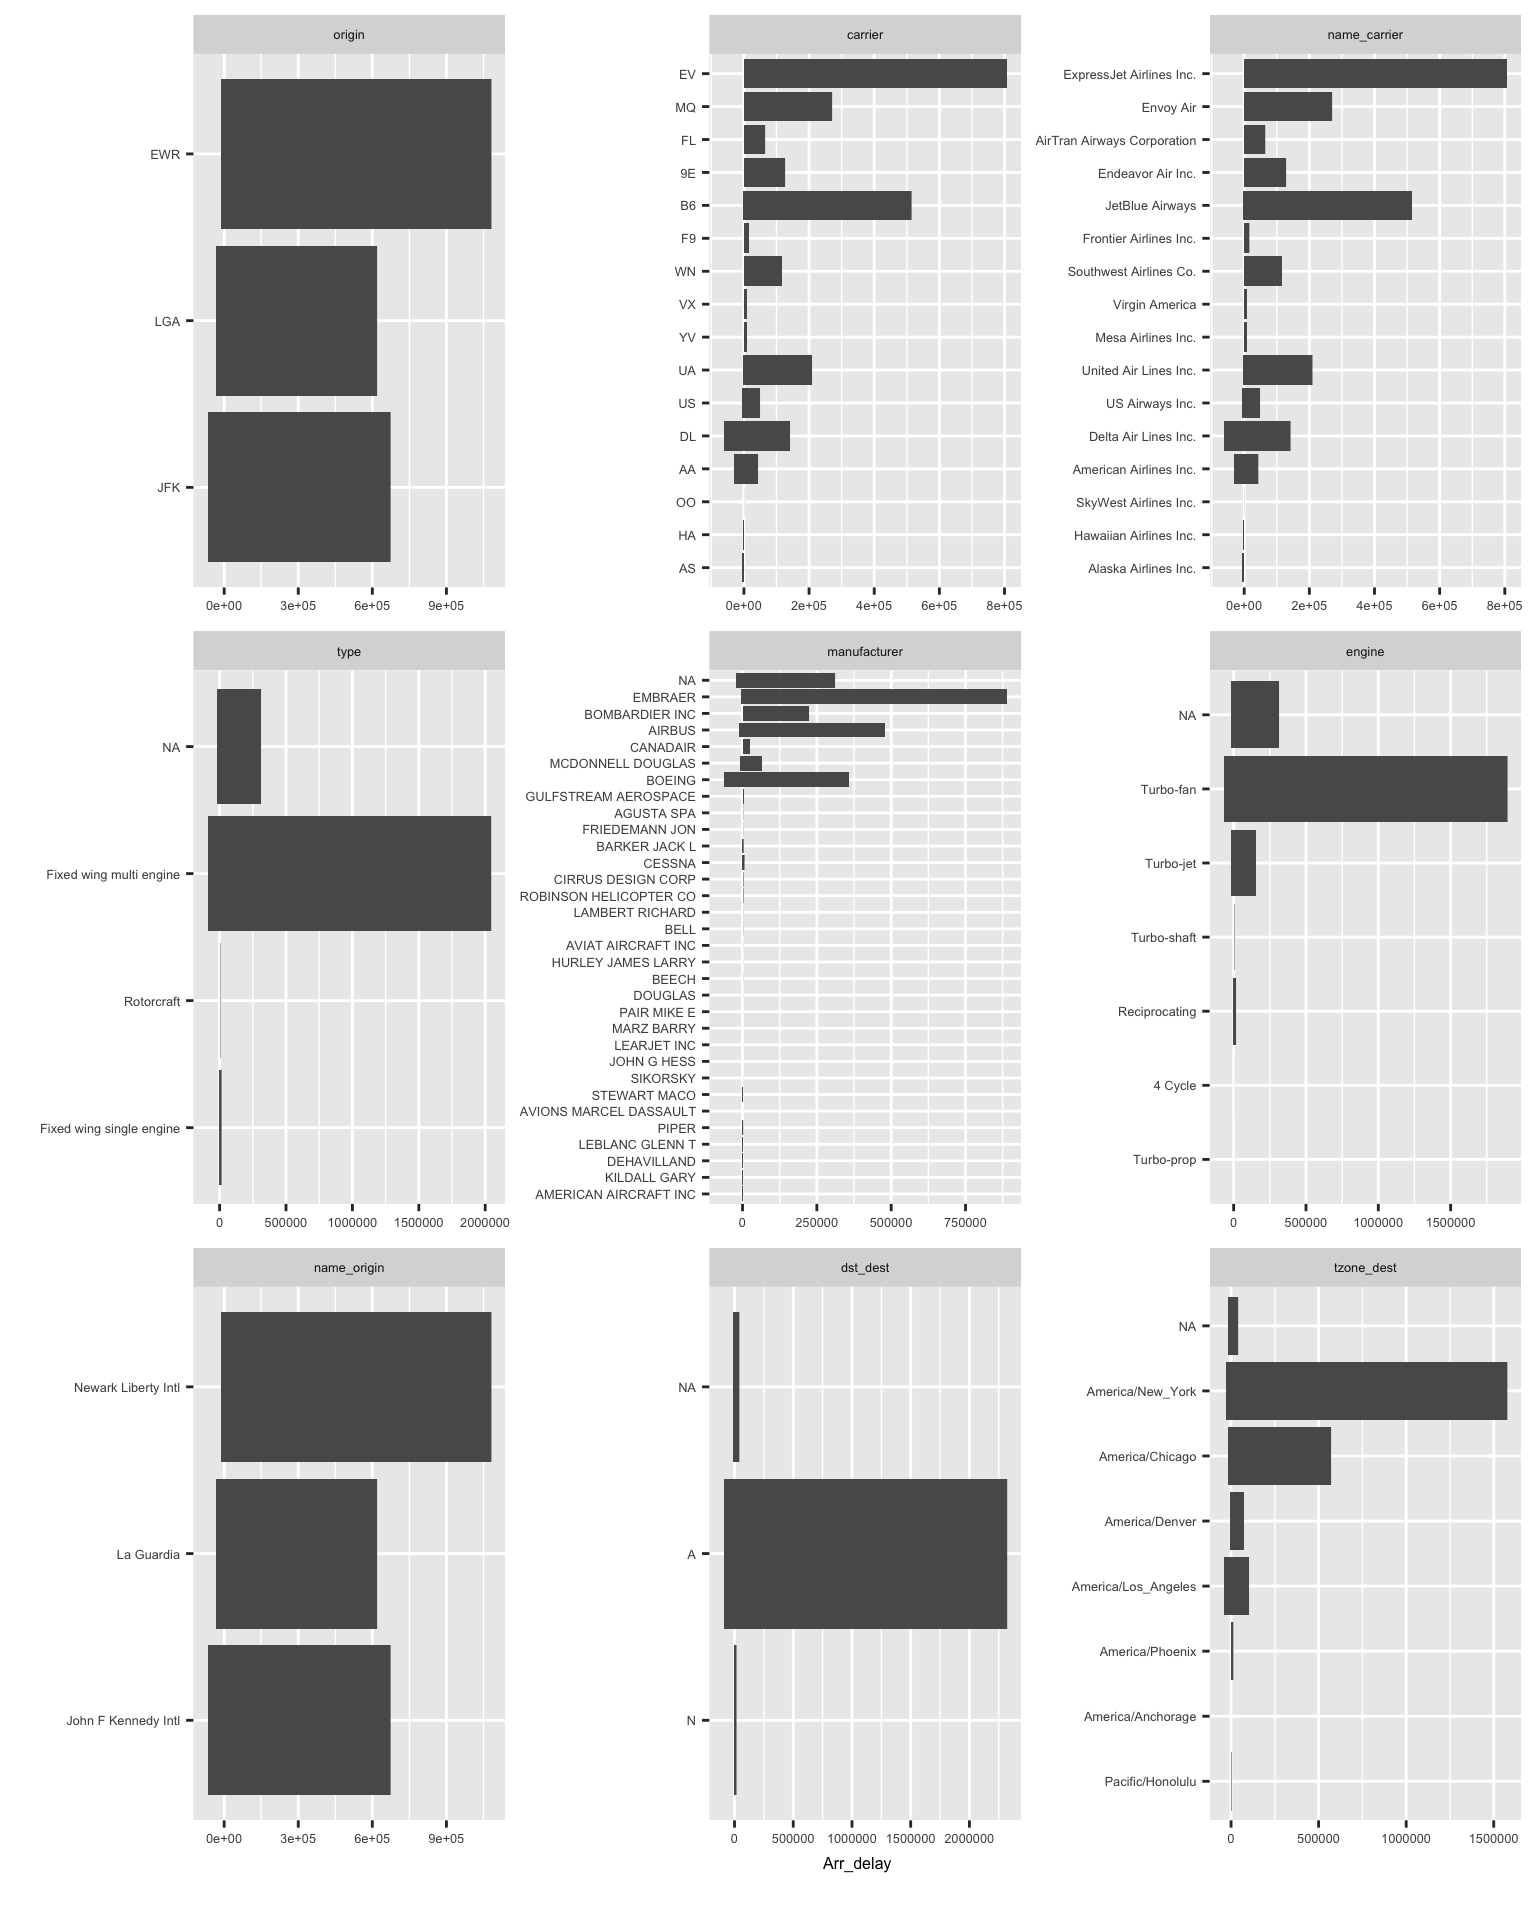 origin
EWR
LGA
JFK
0e+00 3e+05 6e+05 9e+05
carrier
EV
MQ
FL
9E
B6
F9
WN
VX
YV
UA
US
DL
AA
OO
HA
AS
0e+00 2e+05 4e+05 6e+05 8e+05
name_carrier
ExpressJet Airlines Inc.
Envoy Air
AirTran Airways Corporation
Endeavor Air Inc.
JetBlue Airways
Frontier Airlines Inc.
Southwest Airlines Co.
Virgin America
Mesa Airlines Inc.
United Air Lines Inc.
US Airways Inc.
Delta Air Lines Inc.
American Airlines Inc.
SkyWest Airlines Inc.
Hawaiian Airlines Inc.
Alaska Airlines Inc.
0e+00 2e+05 4e+05 6e+05 8e+05
type
NA
Fixed wing multi engine
Rotorcraft
Fixed wing single engine
0 500000 1000000 1500000 2000000
manufacturer
NA
EMBRAER
BOMBARDIER INC
AIRBUS
CANADAIR
MCDONNELL DOUGLAS
BOEING
GULFSTREAM AEROSPACE
AGUSTA SPA
FRIEDEMANN JON
BARKER JACK L
CESSNA
CIRRUS DESIGN CORP
ROBINSON HELICOPTER CO
LAMBERT RICHARD
BELL
AVIAT AIRCRAFT INC
HURLEY JAMES LARRY
BEECH
DOUGLAS
PAIR MIKE E
MARZ BARRY
LEARJET INC
JOHN G HESS
SIKORSKY
STEWART MACO
AVIONS MARCEL DASSAULT
PIPER
LEBLANC GLENN T
DEHAVILLAND
KILDALL GARY
AMERICAN AIRCRAFT INC
0 250000 500000 750000
engine
NA
Turbo-fan
Turbo-jet
Turbo-shaft
Reciprocating
4 Cycle
Turbo-prop
0 500000 1000000 1500000
name_origin
Newark Liberty Intl
La Guardia
John F Kennedy Intl
0e+00 3e+05 6e+05 9e+05
dst_dest
NA
A
N
0 500000 1000000 1500000 2000000
tzone_dest
NA
America/New_York
America/Chicago
America/Denver
America/Los_Angeles
America/Phoenix
America/Anchorage
Pacific/Honolulu
0 500000 1000000 1500000
Arr_delay